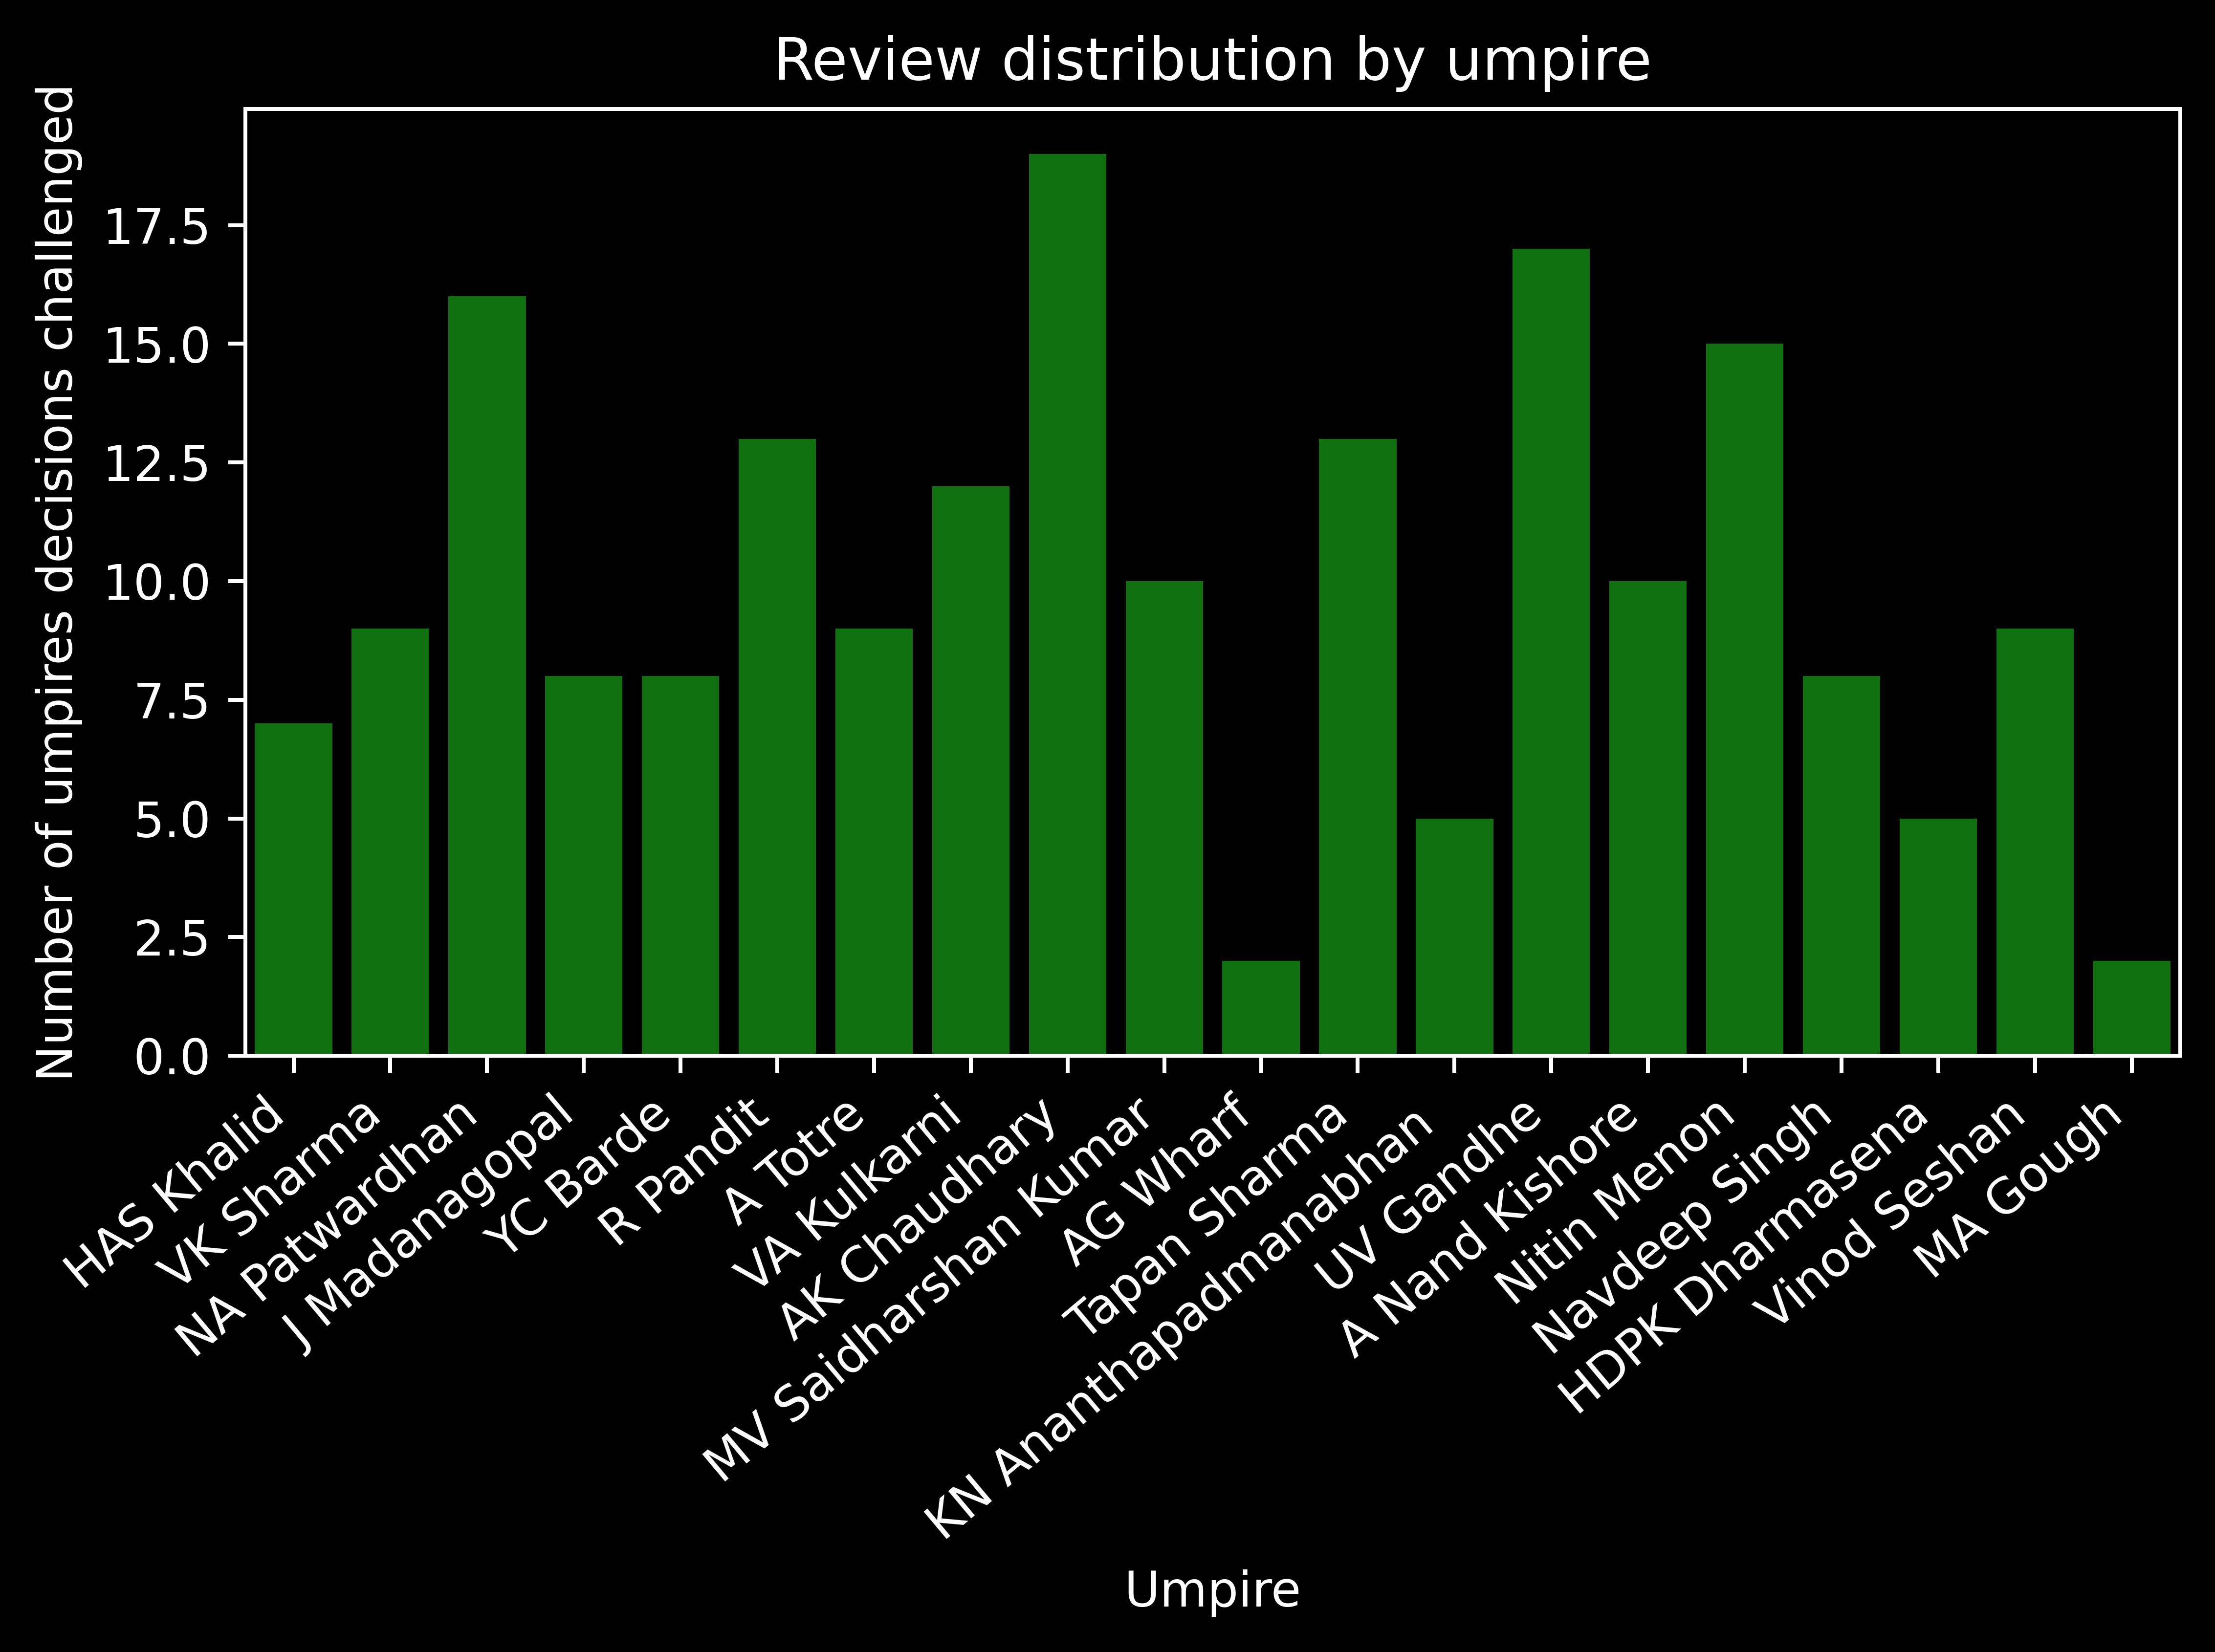 Review distribution by umpire
Number of umpires decisions challenged
17.5
15.0
12.5
10.0
7.5
5.0
2.5
0.0
HAS Khalid
VK Sharma
NA Patwardhan
J Madanagopal
YC Barde
R Pandit
A Totre
VA Kulkarni
AK Chaudhary
MV Saidharshan Kumar
AG Wharf
Tapan Sharma
KN Ananthapadmanabhan
UV Gandhe
A Nand Kishore
Nitin Menon
Navdeep Singh
HDPK Dharmasena
Vinod Seshan
MA Gough
Umpire